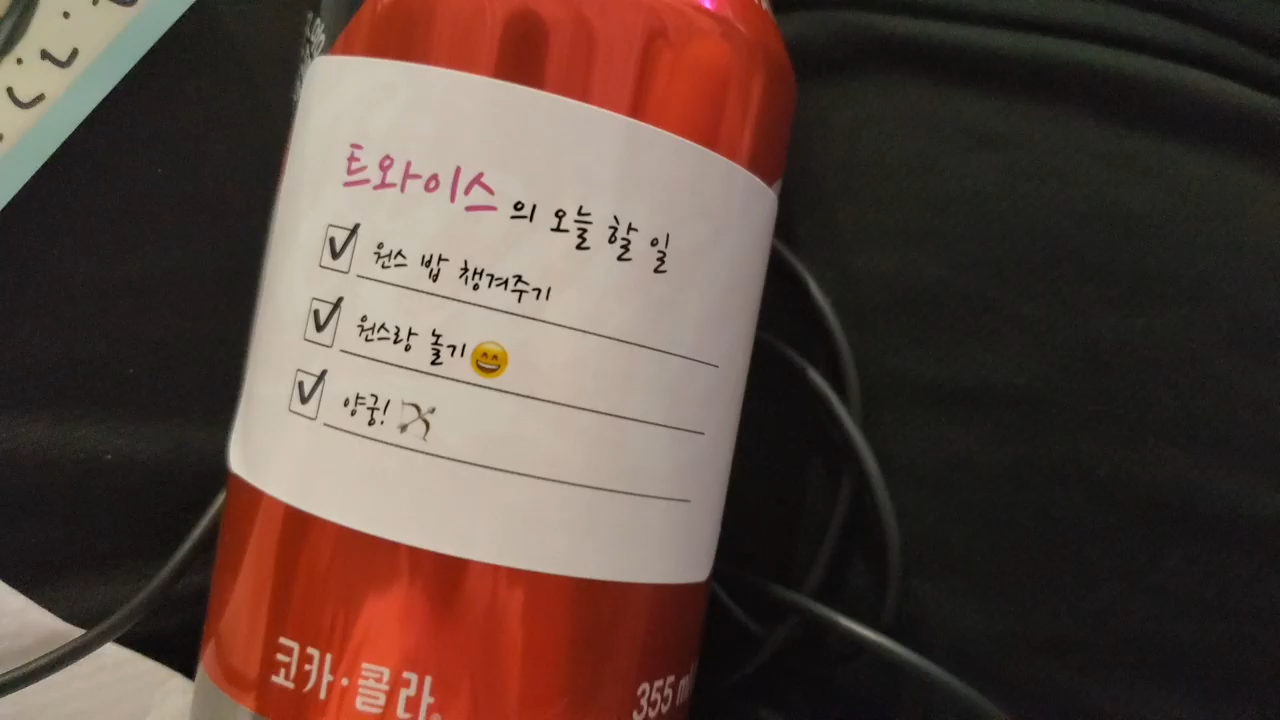 트와이스의 오늘 할 일
원스 밥 챙겨주기
원스랑 놀기
양궁!
코카·콜라
355 ml